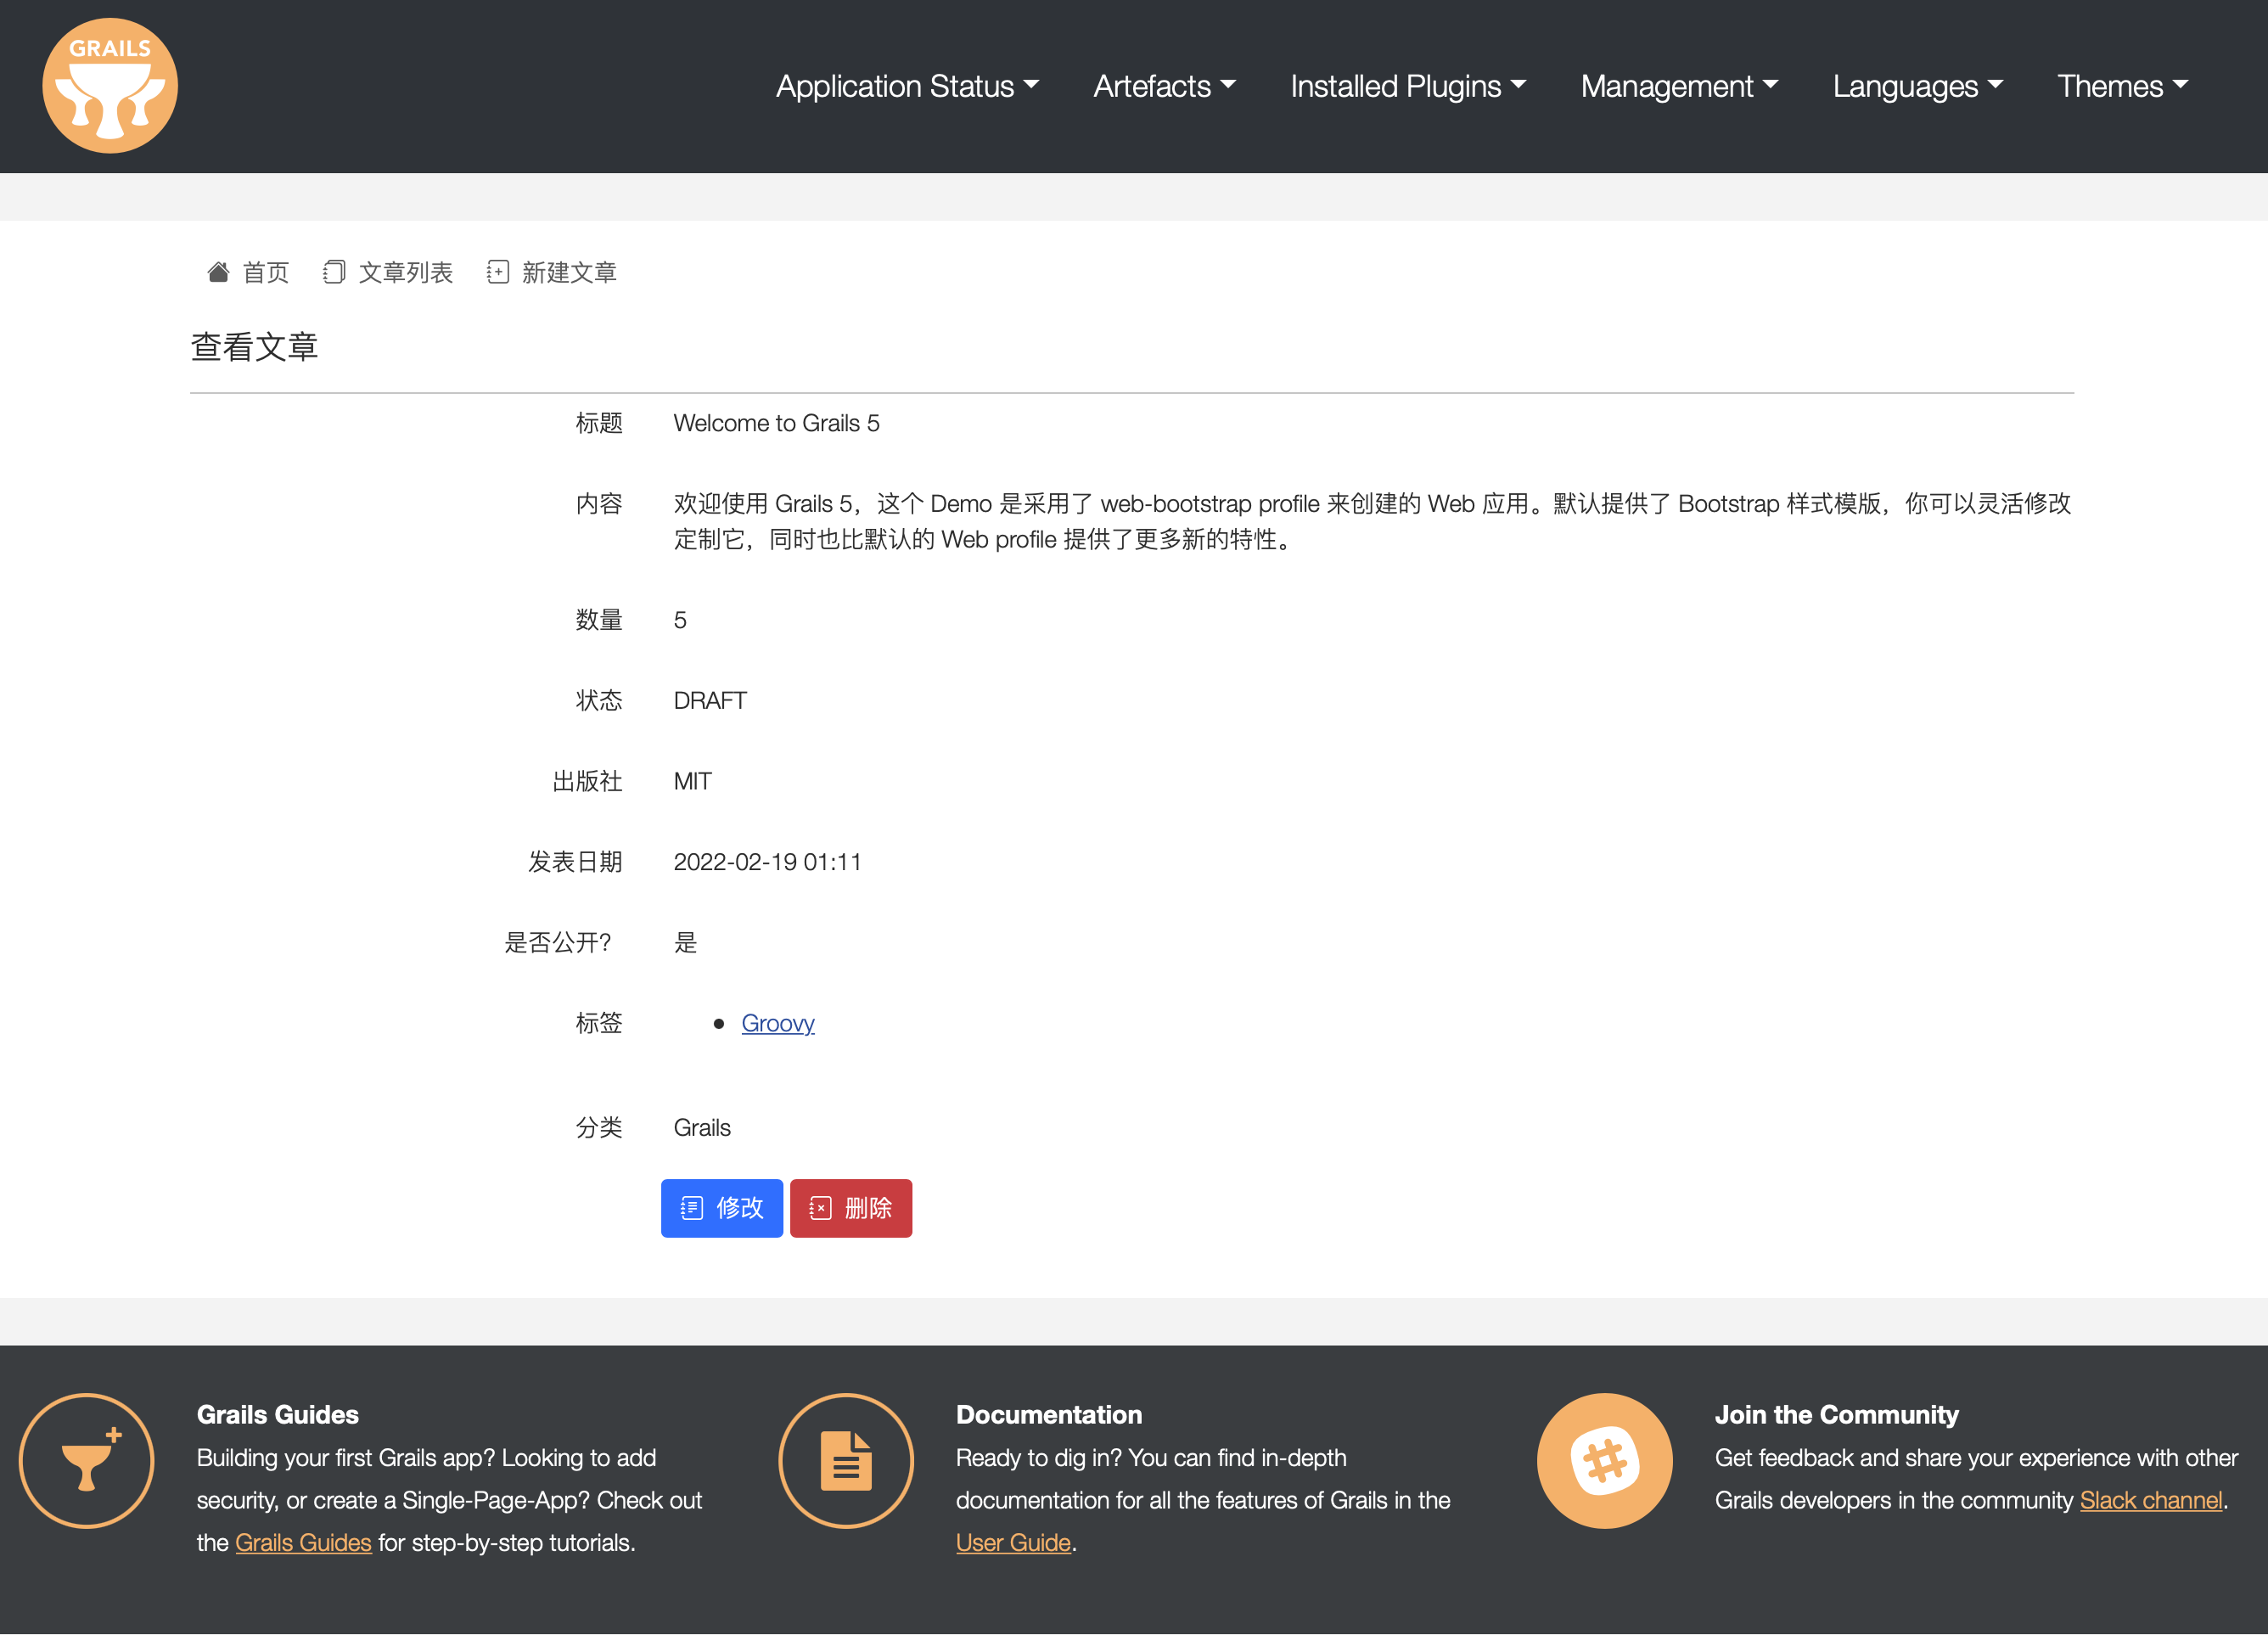 GRAILS
Application Status Artefacts Installed Plugins Management Languages Themes
首页 文章列表 新建文章
查看文章
标题 Welcome to Grails 5
内容 欢迎使用 Grails 5，这个 Demo 是采用了 web-bootstrap profile 来创建的 Web 应用。默认提供了 Bootstrap 样式模版，你可以灵活修改
定制它，同时也比默认的 Web profile 提供了更多新的特性。
数量 5
状态 DRAFT
出版社 MIT
发表日期 2022-02-19 01:11
是否公开？ 是
标签 Groovy
分类 Grails
修改 删除
Grails Guides
Building your first Grails app? Looking to add
security, or create a Single-Page-App? Check out
the Grails Guides for step-by-step tutorials.
Documentation
Ready to dig in? You can find in-depth
documentation for all the features of Grails in the
User Guide.
Join the Community
Get feedback and share your experience with other
Grails developers in the community Slack channel.